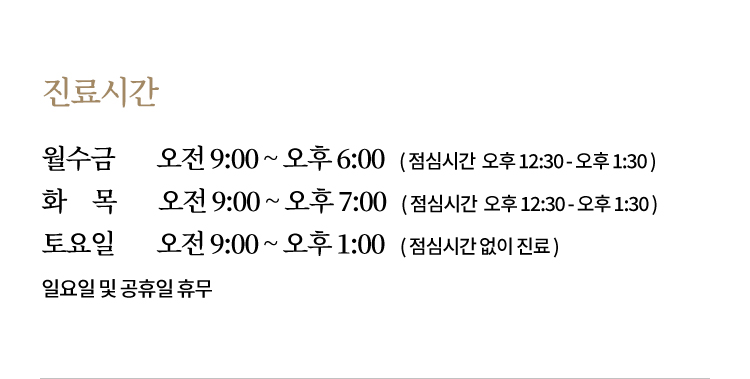 진료시간
월수금 오전 9:00 ~ 오후 6:00 ( 점심시간 오후 12:30 - 오후 1:30 )
화 목 오전 9:00 ~ 오후 7:00 ( 점심시간 오후 12:30 - 오후 1:30 )
토요일 오전 9:00 ~ 오후 1:00 ( 점심시간 없이 진료 )
일요일 및 공휴일 휴무